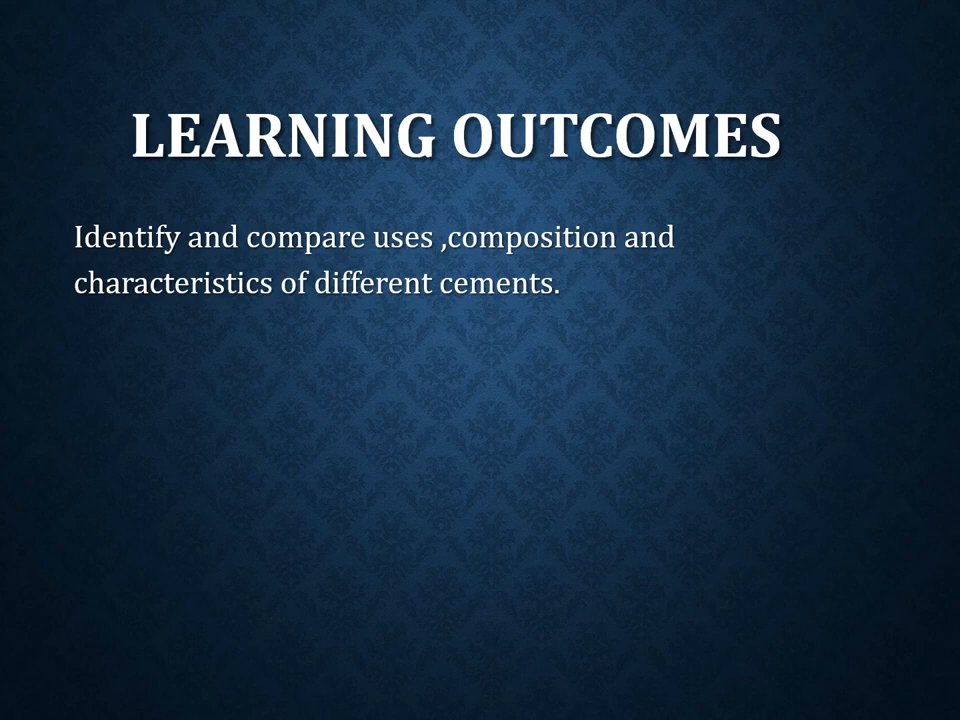 LEARNING OUTCOMES
Identify and compare uses ,composition and
characteristics of different cements.